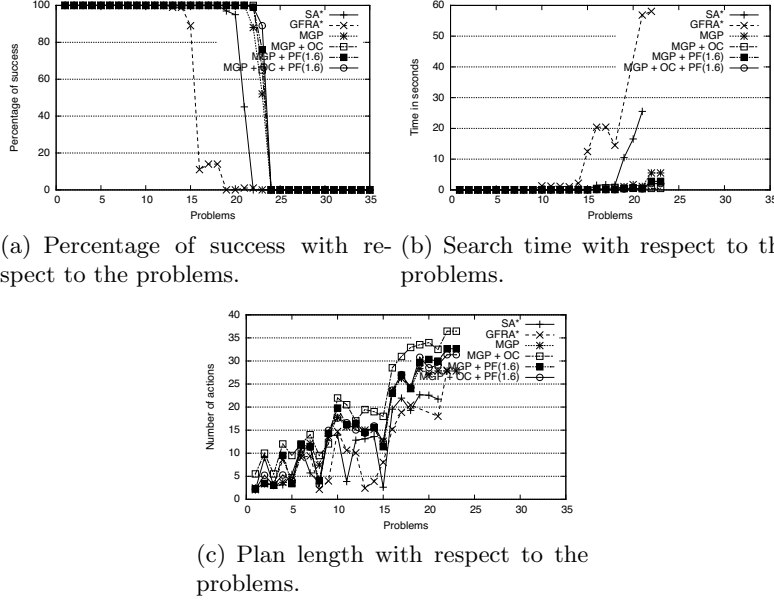 Percentage of success
100
80
60
40
20
0
0 5 10 15 20 25 30 35
Problems
SA*
GFRA*
MGP
MGP + OC
MGP + PF(1.6)
MGP + OC + PF(1.6)
Time in seconds
60
50
40
30
20
10
0
0 5 10 15 20 25 30 35
Problems
SA*
GFRA*
MGP
MGP + OC
MGP + PF(1.6)
MGP + OC + PF(1.6)
(a) Percentage of success with re-
spect to the problems.
(b) Search time with respect to th
problems.
Number of actions
40
35
30
25
20
15
10
5
0
0 5 10 15 20 25 30 35
Problems
SA*
GFRA*
MGP
MGP + OC
MGP + PF(1.6)
MGP + OC + PF(1.6)
(c) Plan length with respect to the
problems.